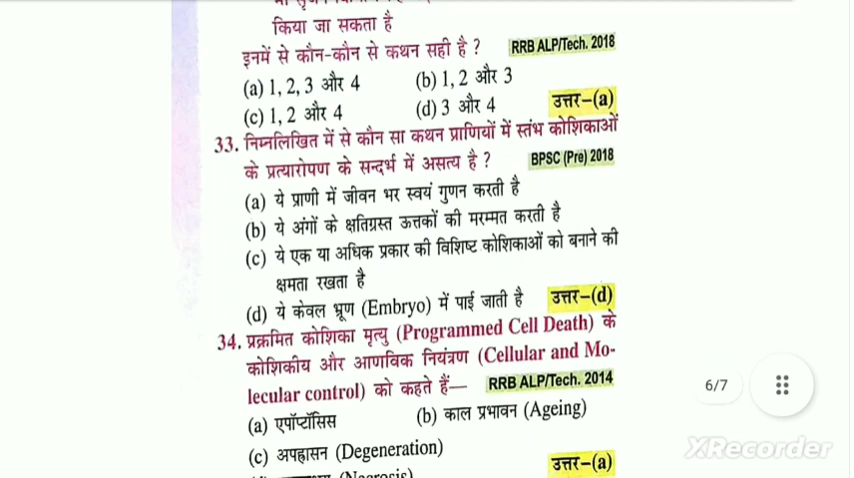 किया जा सकता है
इनमें से कौन-कौन से कथन सही है ? RRB ALP/Tech. 2018
(a) 1, 2, 3 और 4 (b) 1, 2 और 3
(c) 1, 2 और 4 (d) 3 और 4 उत्तर–(a)
33. निम्नलिखित में से कौन सा कथन प्राणियों में स्तंभ कोशिकाओं
के प्रत्यारोपण के सन्दर्भ में असत्य है ? BPSC (Pre) 2018
(a) ये प्राणी में जीवन भर स्वयं गुणन करती है
(b) ये अंगों के क्षतिग्रस्त ऊत्तकों की मरम्मत करती है
(c) ये एक या अधिक प्रकार की विशिष्ट कोशिकाओं को बनाने की
क्षमता रखता है
(d) ये केवल भ्रूण (Embryo) में पाई जाती है उत्तर–(d)
34. प्रक्रमित कोशिका मृत्यु (Programmed Cell Death) के
कोशिकीय और आणविक नियंत्रण (Cellular and Mo-
lecular control) को कहते हैं— RRB ALP/Tech. 2014
(a) एपॉप्टॉसिस (b) काल प्रभावन (Ageing)
(c) अपह्रासन (Degeneration)
(Necrosis) उत्तर–(a)
6/7
XRecorder